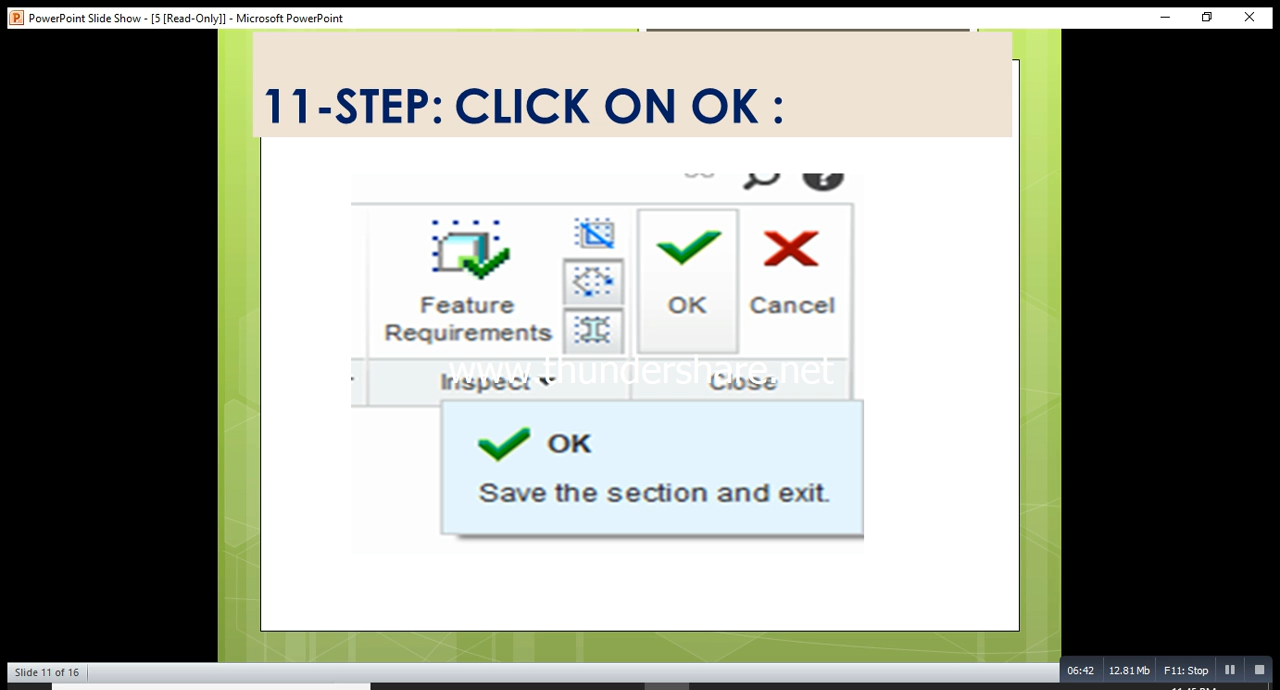 PowerPoint Slide Show - [5 [Read-Only]] - Microsoft PowerPoint
11-STEP: CLICK ON OK :
Feature
Requirements
OK
Cancel
www.thundershare.net
Inspect
Close
OK
Save the section and exit.
Slide 11 of 16
06:42
12.81 Mb
F11: Stop